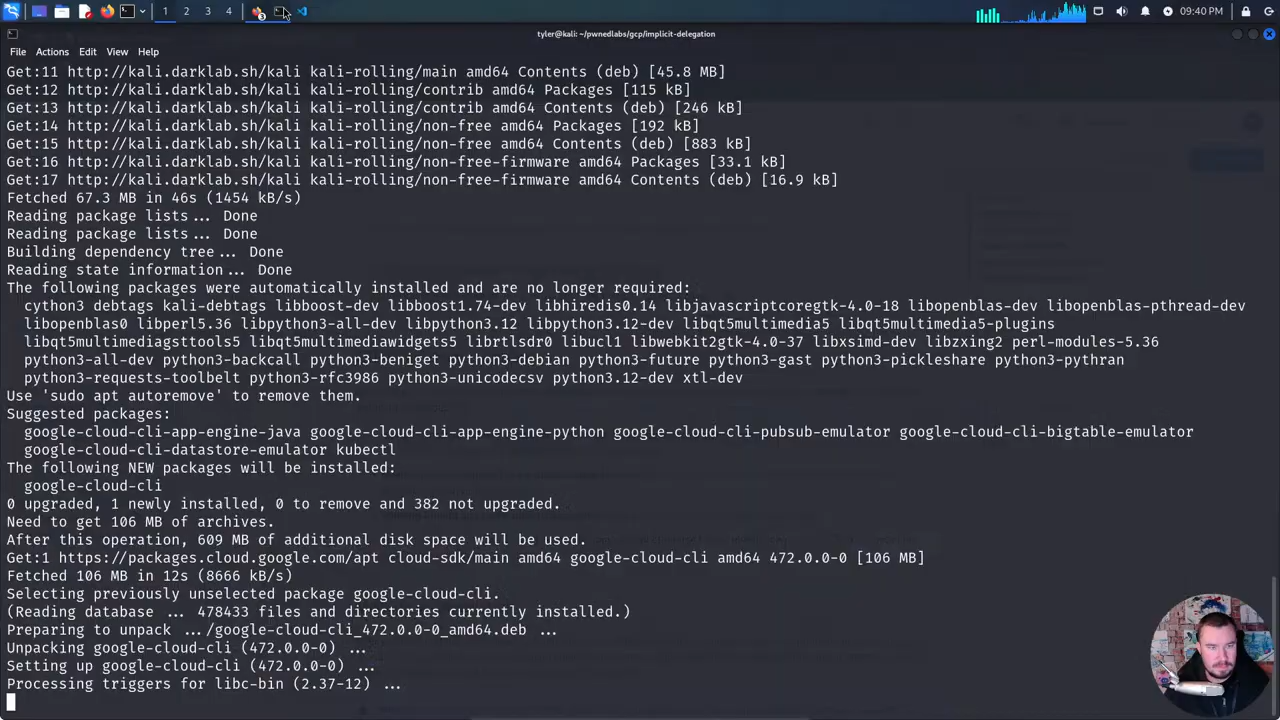 1 2 3 4 09:40 PM
tyler@kali: ~/pwnedlabs/gcp/implicit-delegation
File Actions Edit View Help
Get:11 http://kali.darklab.sh/kali kali-rolling/main amd64 Contents (deb) [45.8 MB]
Get:12 http://kali.darklab.sh/kali kali-rolling/contrib amd64 Packages [115 kB]
Get:13 http://kali.darklab.sh/kali kali-rolling/contrib amd64 Contents (deb) [246 kB]
Get:14 http://kali.darklab.sh/kali kali-rolling/non-free amd64 Packages [192 kB]
Get:15 http://kali.darklab.sh/kali kali-rolling/non-free amd64 Contents (deb) [883 kB]
Get:16 http://kali.darklab.sh/kali kali-rolling/non-free-firmware amd64 Packages [33.1 kB]
Get:17 http://kali.darklab.sh/kali kali-rolling/non-free-firmware amd64 Contents (deb) [16.9 kB]
Fetched 67.3 MB in 46s (1454 kB/s)
Reading package lists... Done
Reading package lists... Done
Building dependency tree... Done
Reading state information... Done
The following packages were automatically installed and are no longer required:
cython3 debtags kali-debtags libboost-dev libboost1.74-dev libhiredis0.14 libjavascriptcoregtk-4.0-18 libopenblas-dev libopenblas-pthread-dev
libopenblas0 libperl5.36 libpython3-all-dev libpython3.12 libpython3.12-dev libqt5multimedia5 libqt5multimedia5-plugins
libqt5multimediagsttools5 libqt5multimediawidgets5 librtlsdr0 libucl1 libwebkit2gtk-4.0-37 libxsimd-dev libzxing2 perl-modules-5.36
python3-all-dev python3-backcall python3-beniget python3-debian python3-future python3-gast python3-pickleshare python3-pythran
python3-requests-toolbelt python3-rfc3986 python3-unicodecsv python3.12-dev xtl-dev
Use 'sudo apt autoremove' to remove them.
Suggested packages:
google-cloud-cli-app-engine-java google-cloud-cli-app-engine-python google-cloud-cli-pubsub-emulator google-cloud-cli-bigtable-emulator
google-cloud-cli-datastore-emulator kubectl
The following NEW packages will be installed:
google-cloud-cli
0 upgraded, 1 newly installed, 0 to remove and 382 not upgraded.
Need to get 106 MB of archives.
After this operation, 609 MB of additional disk space will be used.
Get:1 https://packages.cloud.google.com/apt cloud-sdk/main amd64 google-cloud-cli amd64 472.0.0-0 [106 MB]
Fetched 106 MB in 12s (8666 kB/s)
Selecting previously unselected package google-cloud-cli.
(Reading database ... 478433 files and directories currently installed.)
Preparing to unpack .../google-cloud-cli_472.0.0-0_amd64.deb ...
Unpacking google-cloud-cli (472.0.0-0) ...
Setting up google-cloud-cli (472.0.0-0) ...
Processing triggers for libc-bin (2.37-12) ...